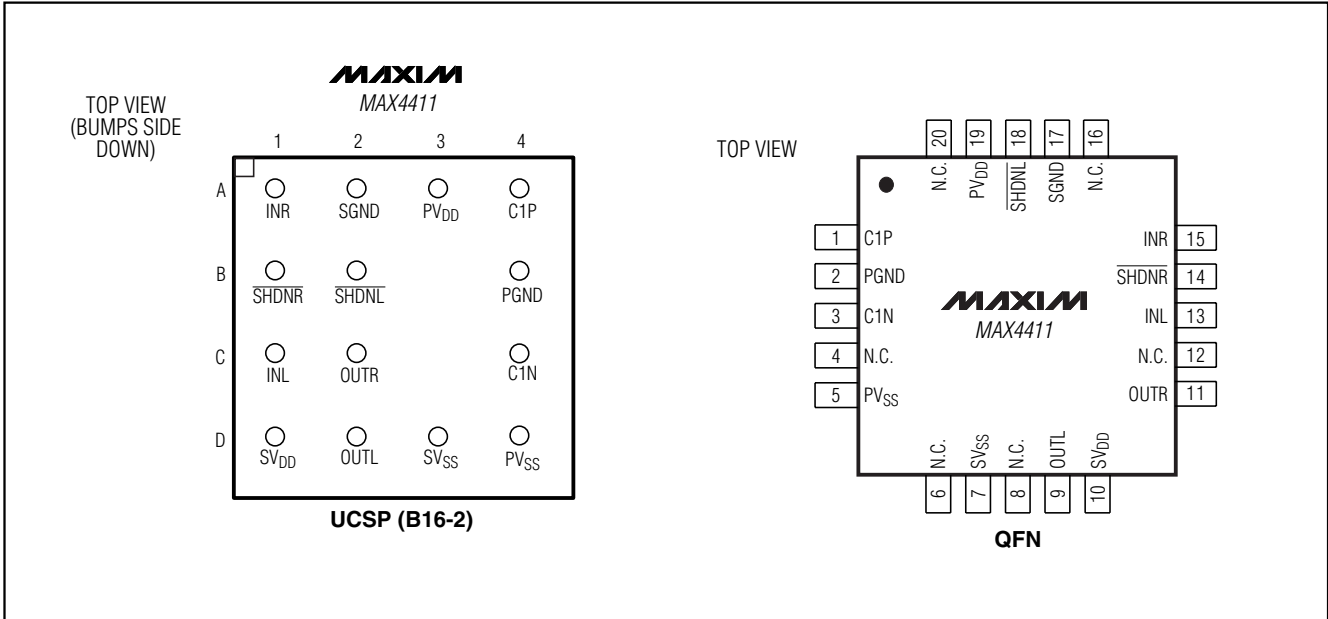 MAXIM
MAX4411
TOP VIEW
(BUMPS SIDE
DOWN)
1 2 3 4
A
INR SGND PVDD C1P
B
SHDNR SHDNL PGND
C
INL OUTR C1N
D
SVDD OUTL SVSS PVSS
UCSP (B16-2)
TOP VIEW
20 19 18 17 16
N.C. PVDD SHDNL SGND N.C.
1 C1P INR 15
2 PGND SHDNR 14
3 C1N INL 13
4 N.C. N.C. 12
5 PVSS OUTR 11
MAXIM
MAX4411
N.C. SVSS N.C. OUTL SVDD
6 7 8 9 10
QFN